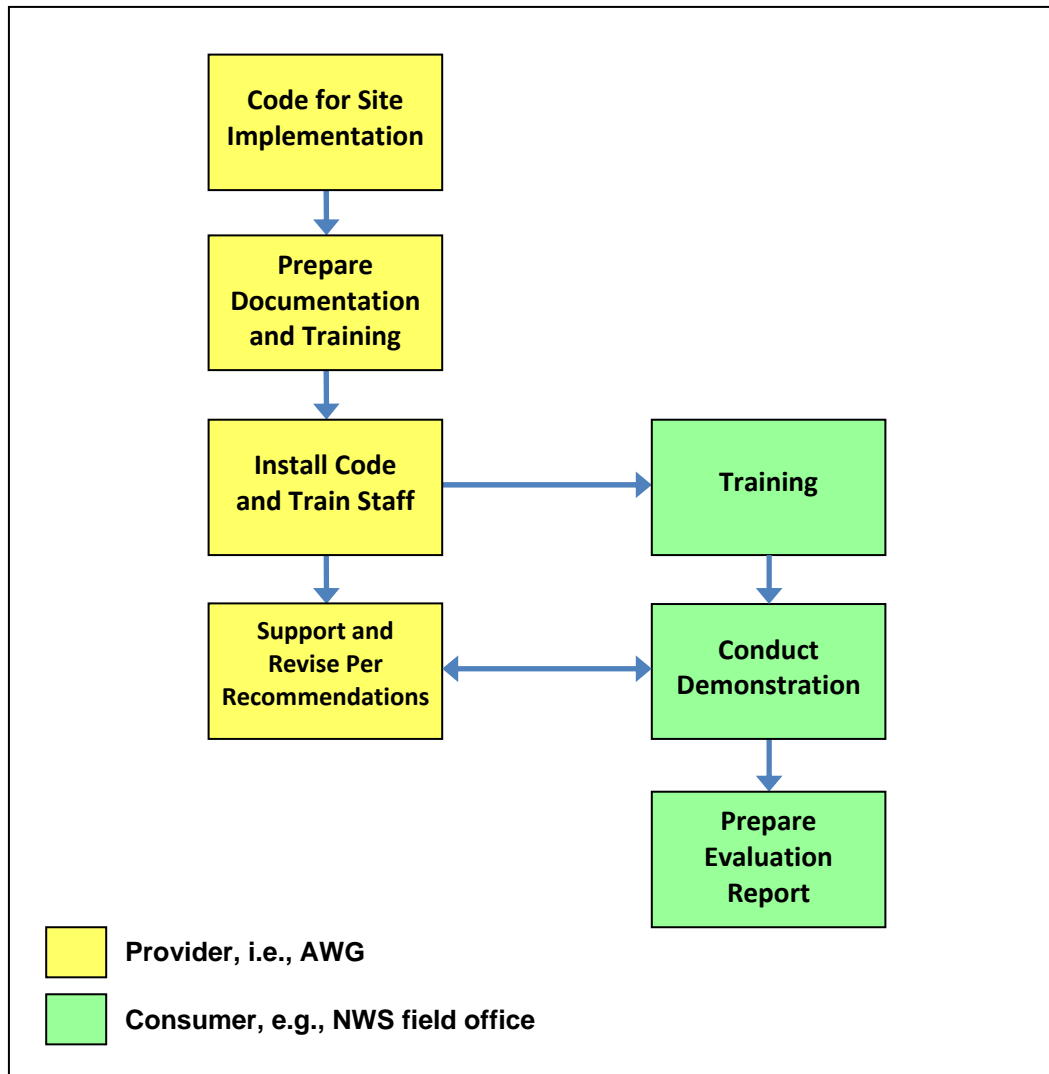 Code for Site
Implementation
Prepare
Documentation
and Training
Install Code
and Train Staff
Training
Support and
Revise Per
Recommendations
Conduct
Demonstration
Prepare
Evaluation
Report
Provider, i.e., AWG
Consumer, e.g., NWS field office